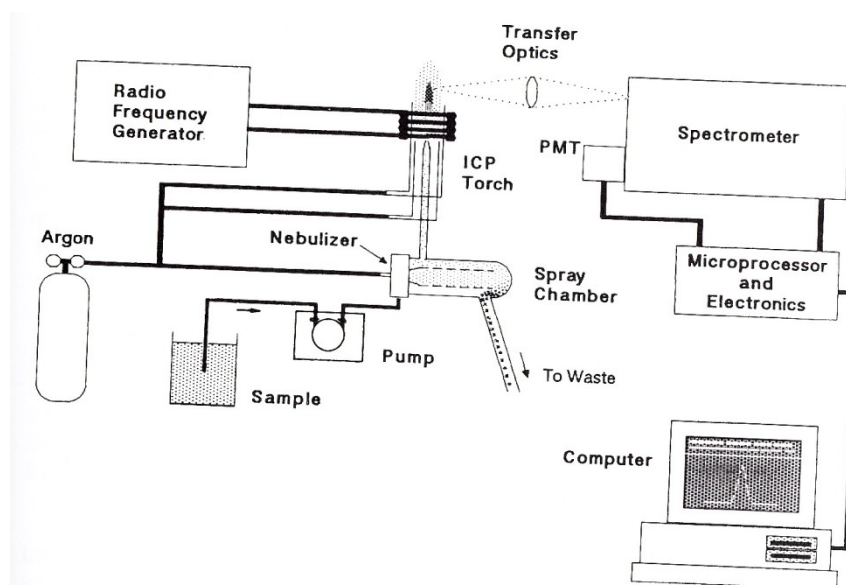 Transfer
Optics
Radio
Frequency
Generator
Spectrometer
PMT
ICP
Torch
Argon
Nebulizer
Microprocessor
and
Electronics
Spray
Chamber
Pump
To Waste
Sample
Computer